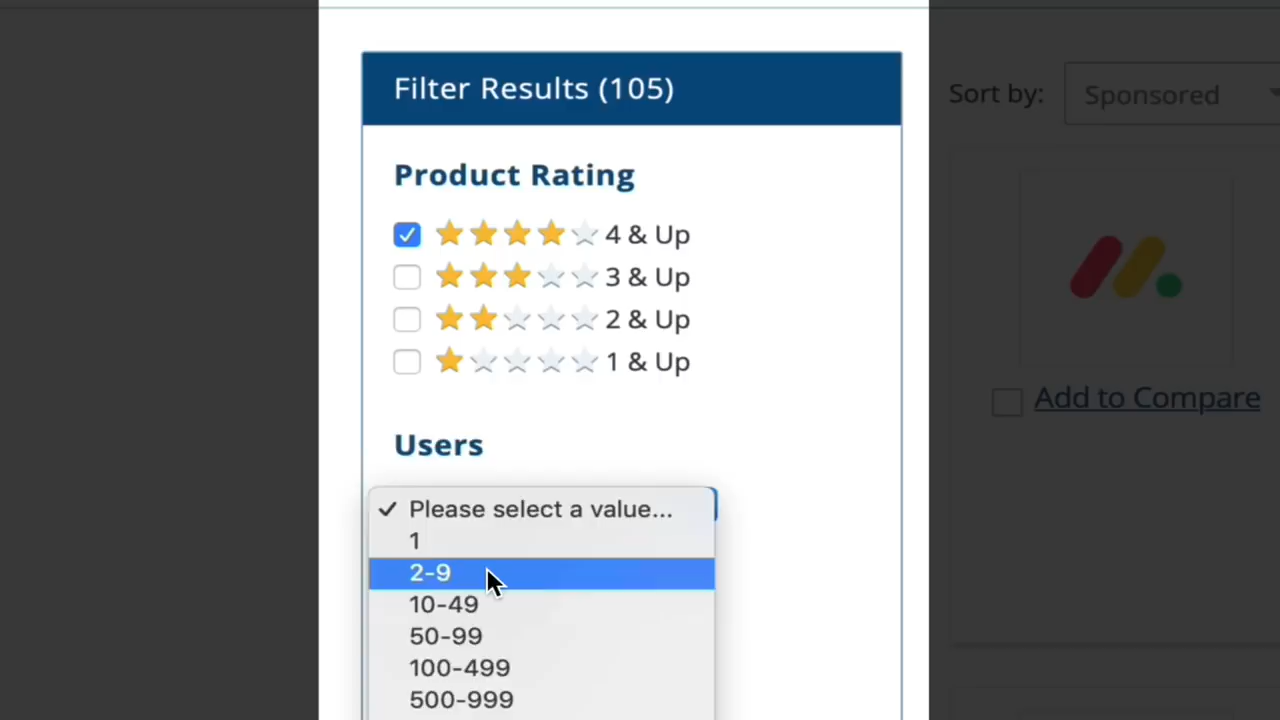 Filter Results (105)
Sort by:
Sponsored
Product Rating
4 & Up
3 & Up
2 & Up
1 & Up
Add to Compare
Users
Please select a value...
1
2-9
10-49
50-99
100-499
500-999